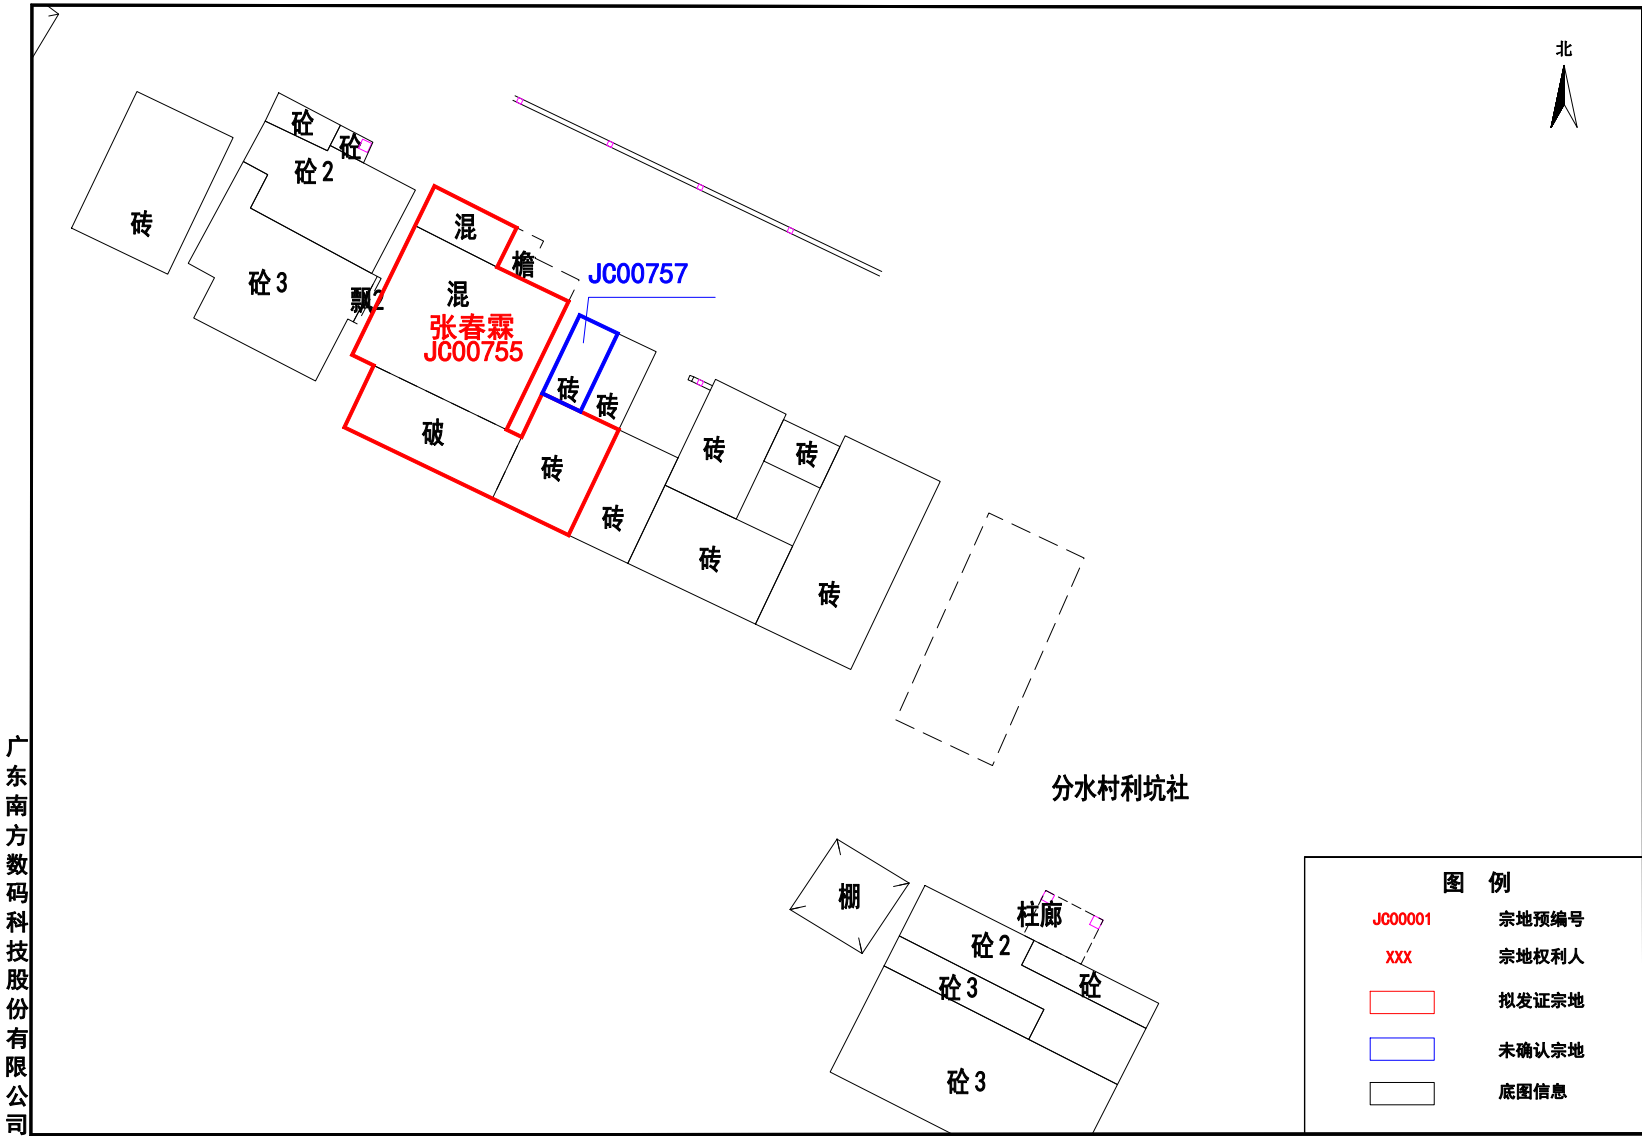 北
砼
砼
砼2
砖
混
檐
砼3
飘2
混
JC00757
张春霖
JC00755
砖
砖
破
砖
砖
砖
砖
砖
砖
分水村利坑社
棚
柱廊
砼2
砼3
砼
砼3
图 例
JC00001 宗地预编号
XXX 宗地权利人
拟发证宗地
未确认宗地
底图信息
广东南方数码科技股份有限公司